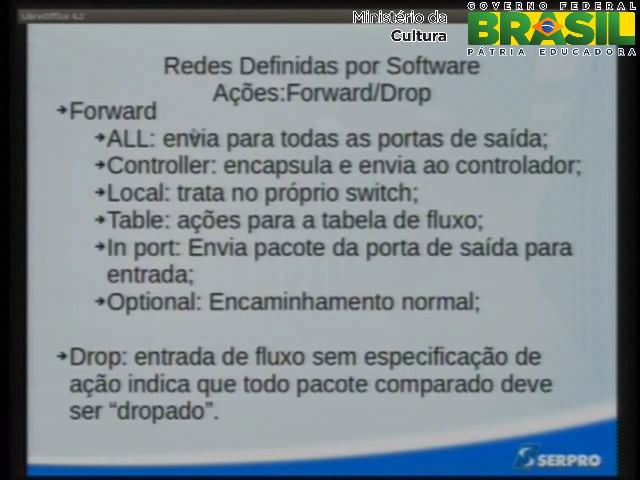 LibreOffice 4.2
Ministério da
Cultura
GOVERNO FEDERAL
BRASIL
PÁTRIA EDUCADORA
Redes Definidas por Software
Ações:Forward/Drop
Forward
ALL: envia para todas as portas de saída;
Controller: encapsula e envia ao controlador;
Local: trata no próprio switch;
Table: ações para a tabela de fluxo;
In port: Envia pacote da porta de saída para
entrada;
Optional: Encaminhamento normal;
Drop: entrada de fluxo sem especificação de
ação indica que todo pacote comparado deve
ser “dropado”.
SERPRO